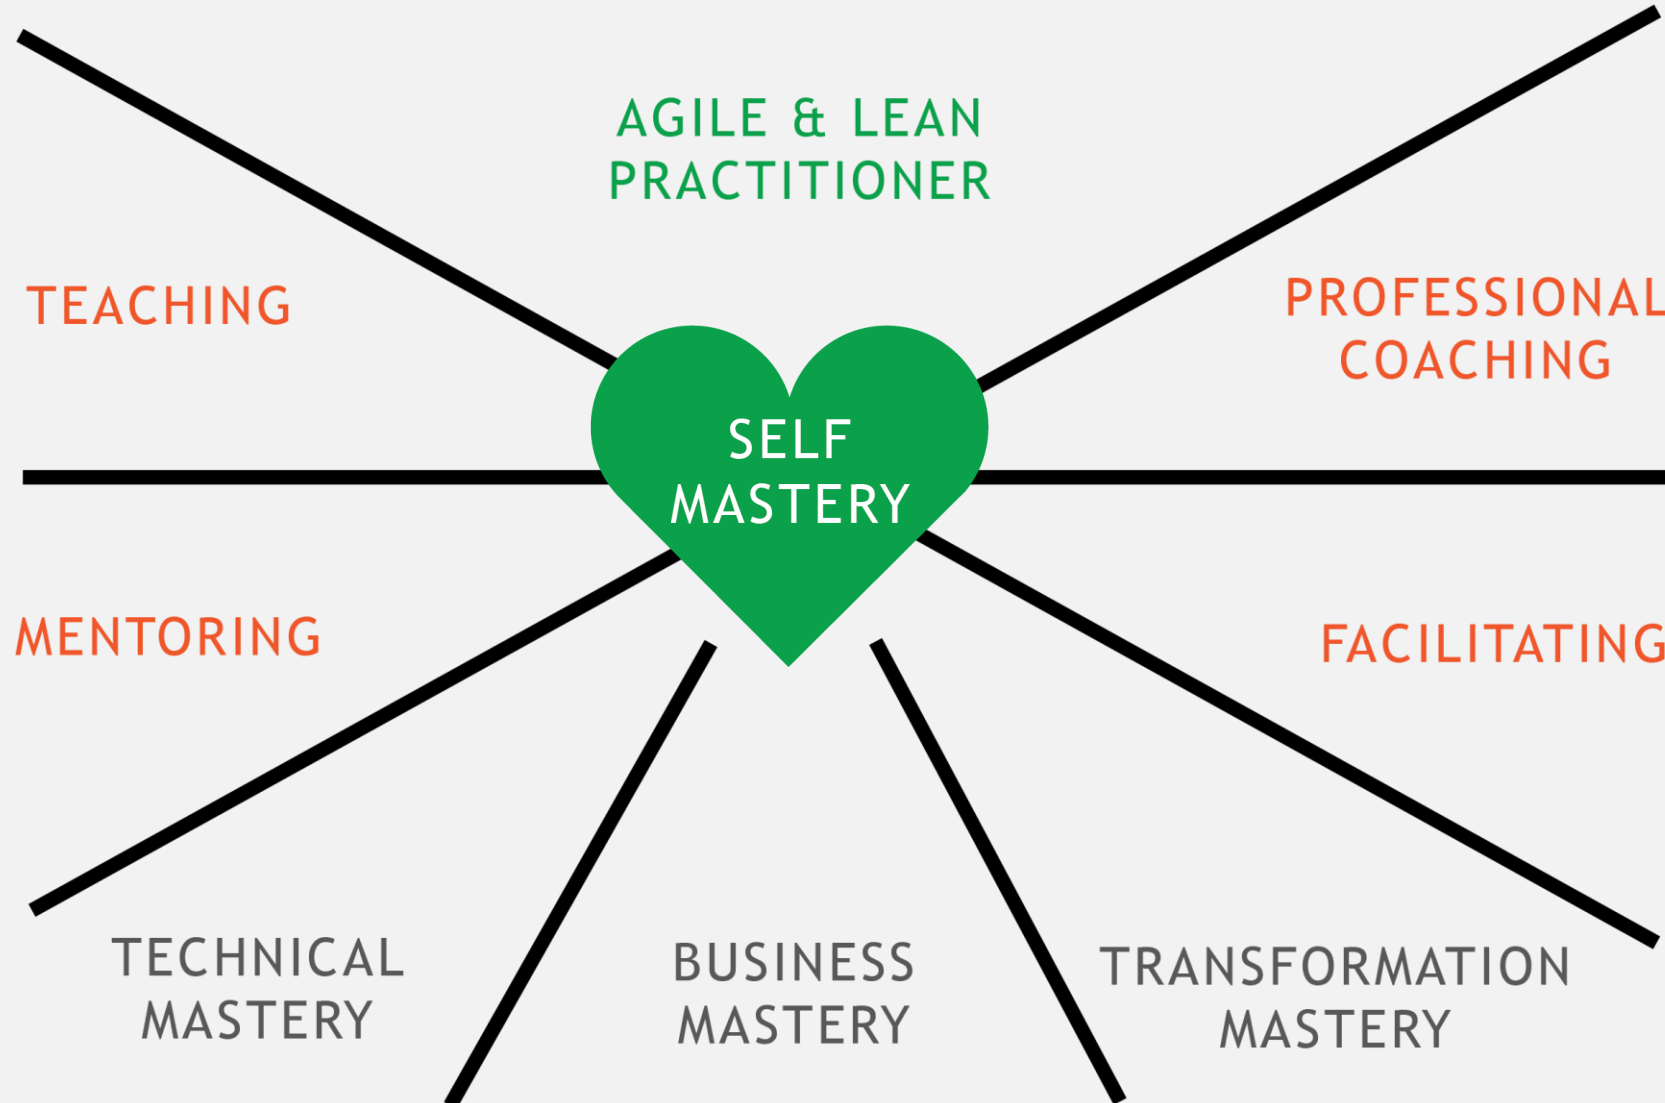 AGILE & LEAN
PRACTITIONER
TEACHING
PROFESSIONAL
COACHING
SELF
MASTERY
MENTORING
FACILITATING
TECHNICAL
MASTERY
BUSINESS
MASTERY
TRANSFORMATION
MASTERY